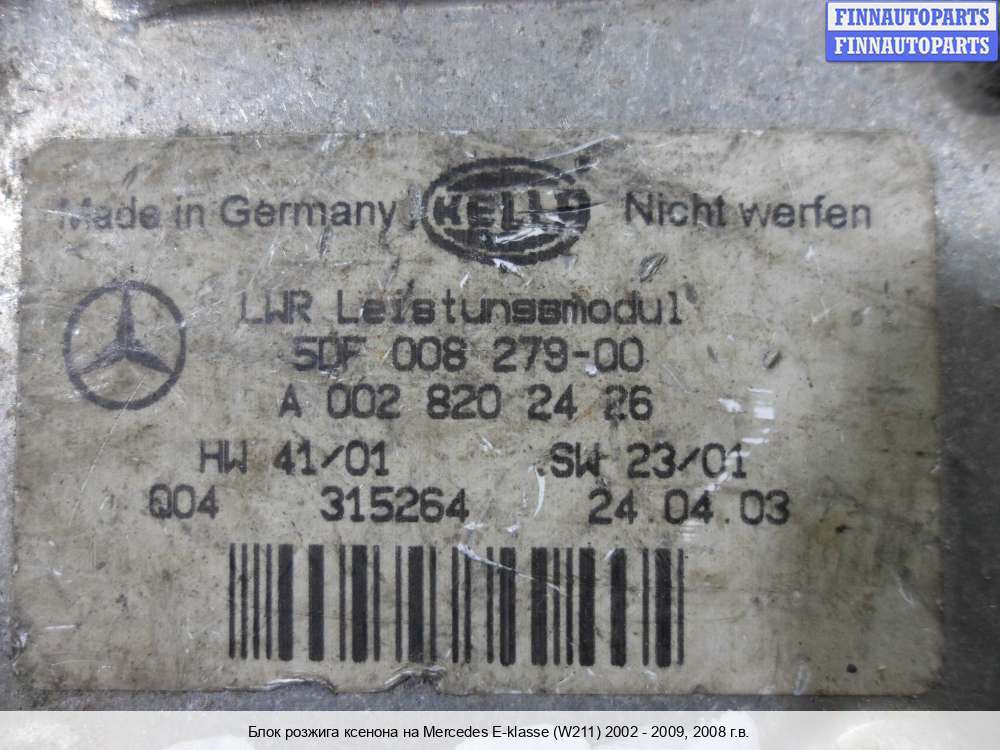 FINNAUTOPARTS
FINNAUTOPARTS
Made in Germany HELLA Nicht werfen
LWR Leistungsmodul
5DF 008 279-00
A 002 820 24 26
HW 41/01 SW 23/01
Q04 315264 24.04.03
Блок розжига ксенона на Mercedes E-klasse (W211) 2002 - 2009, 2008 г.в.